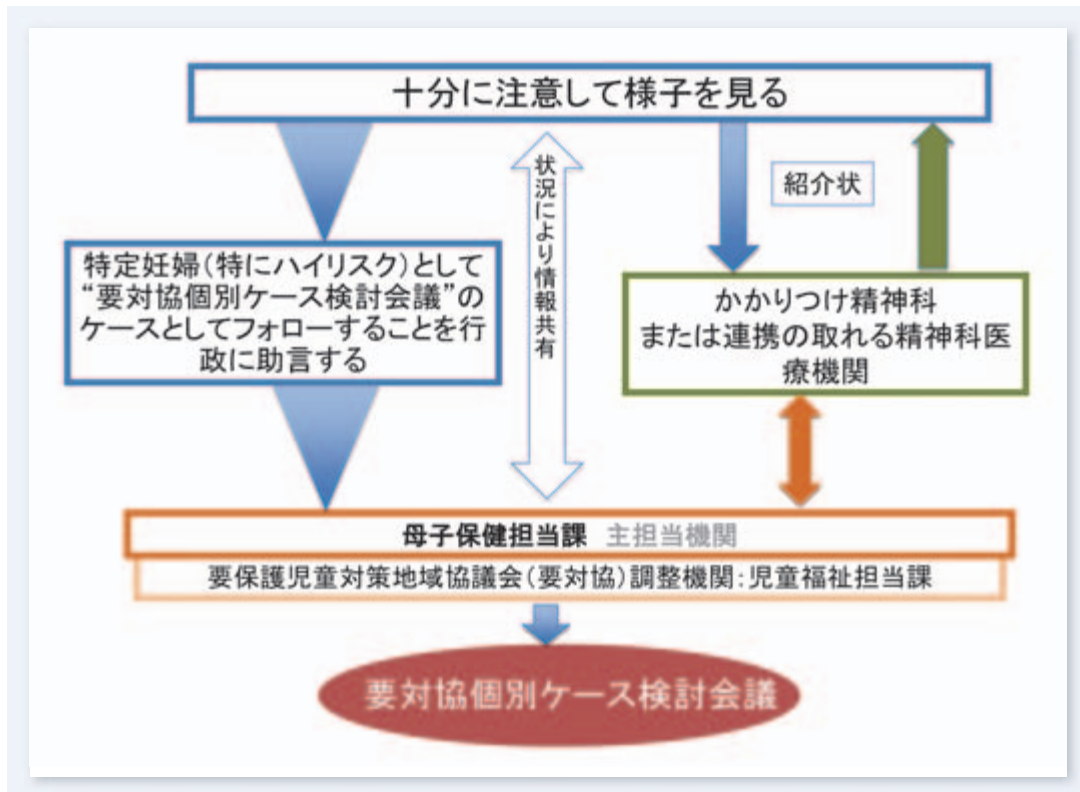 十分に注意して様子を見る
状況により情報共有
紹介状
特定妊婦（特にハイリスク）として
“要対協個別ケース検討会議”の
ケースとしてフォローすることを行
政に助言する
かかりつけ精神科
または連携の取れる精神科医
療機関
母子保健担当課 主担当機関
要保護児童対策地域協議会（要対協）調整機関：児童福祉担当課
要対協個別ケース検討会議